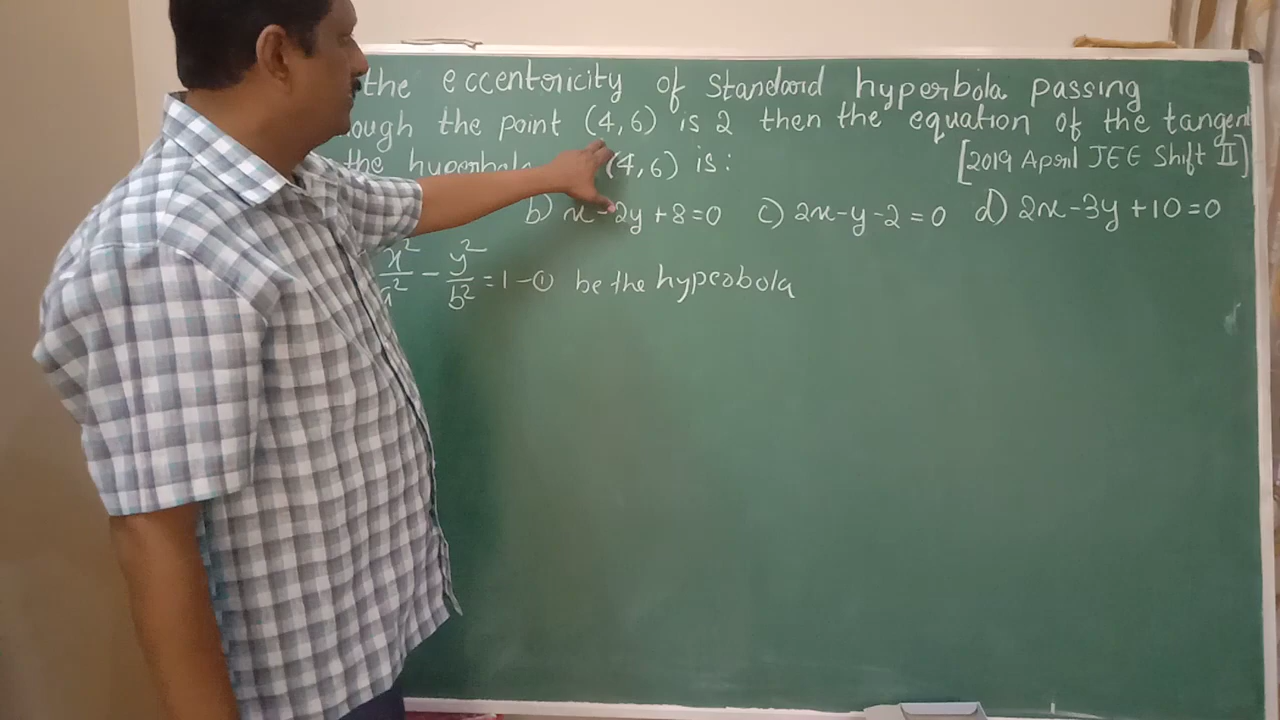 the eccentricity of Standard hyperbola passing
ough the point (4,6) is 2 then the equation of the tangent
the hyperbola (4,6) is:
[2019 April JEE Shift II]
b) x-2y+8=0 c) 2x-y-2=0 d) 2x-3y+10=0
x²/a² - y²/b² = 1 -① be the hyperbola